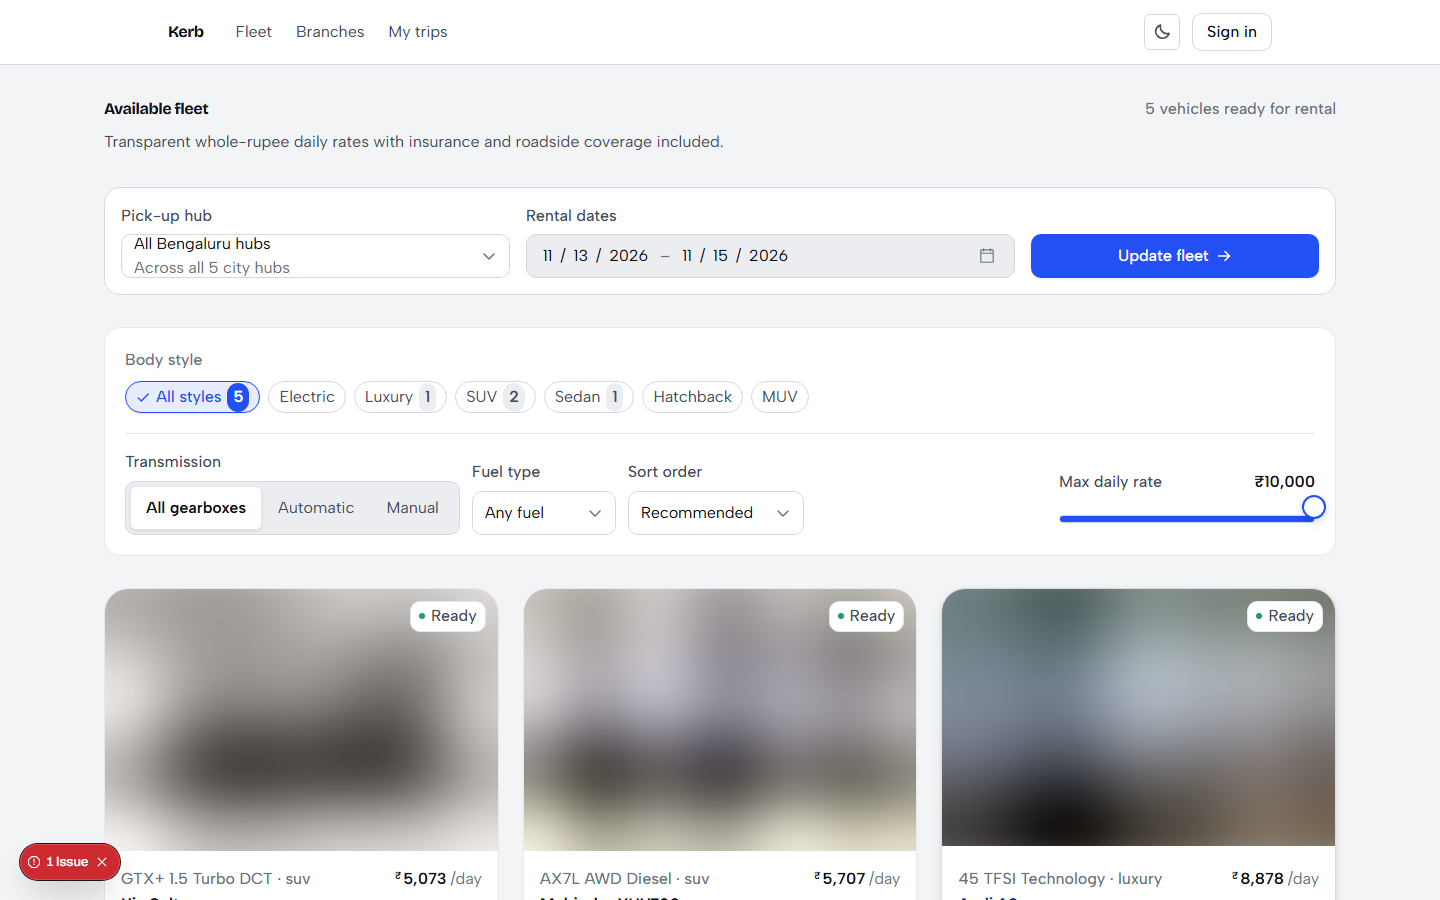 Kerb
Fleet
Branches
My trips
Sign in
Available fleet
5 vehicles ready for rental
Transparent whole-rupee daily rates with insurance and roadside coverage included.
Pick-up hub
Rental dates
All Bengaluru hubs
Across all 5 city hubs
11 / 13 / 2026 – 11 / 15 / 2026
Update fleet →
Body style
All styles 5
Electric
Luxury 1
SUV 2
Sedan 1
Hatchback
MUV
Transmission
All gearboxes
Automatic
Manual
Fuel type
Any fuel
Sort order
Recommended
Max daily rate
₹10,000
Ready
Ready
Ready
1 Issue
GTX+ 1.5 Turbo DCT · suv
₹5,073 /day
AX7L AWD Diesel · suv
₹5,707 /day
45 TFSI Technology · luxury
₹8,878 /day